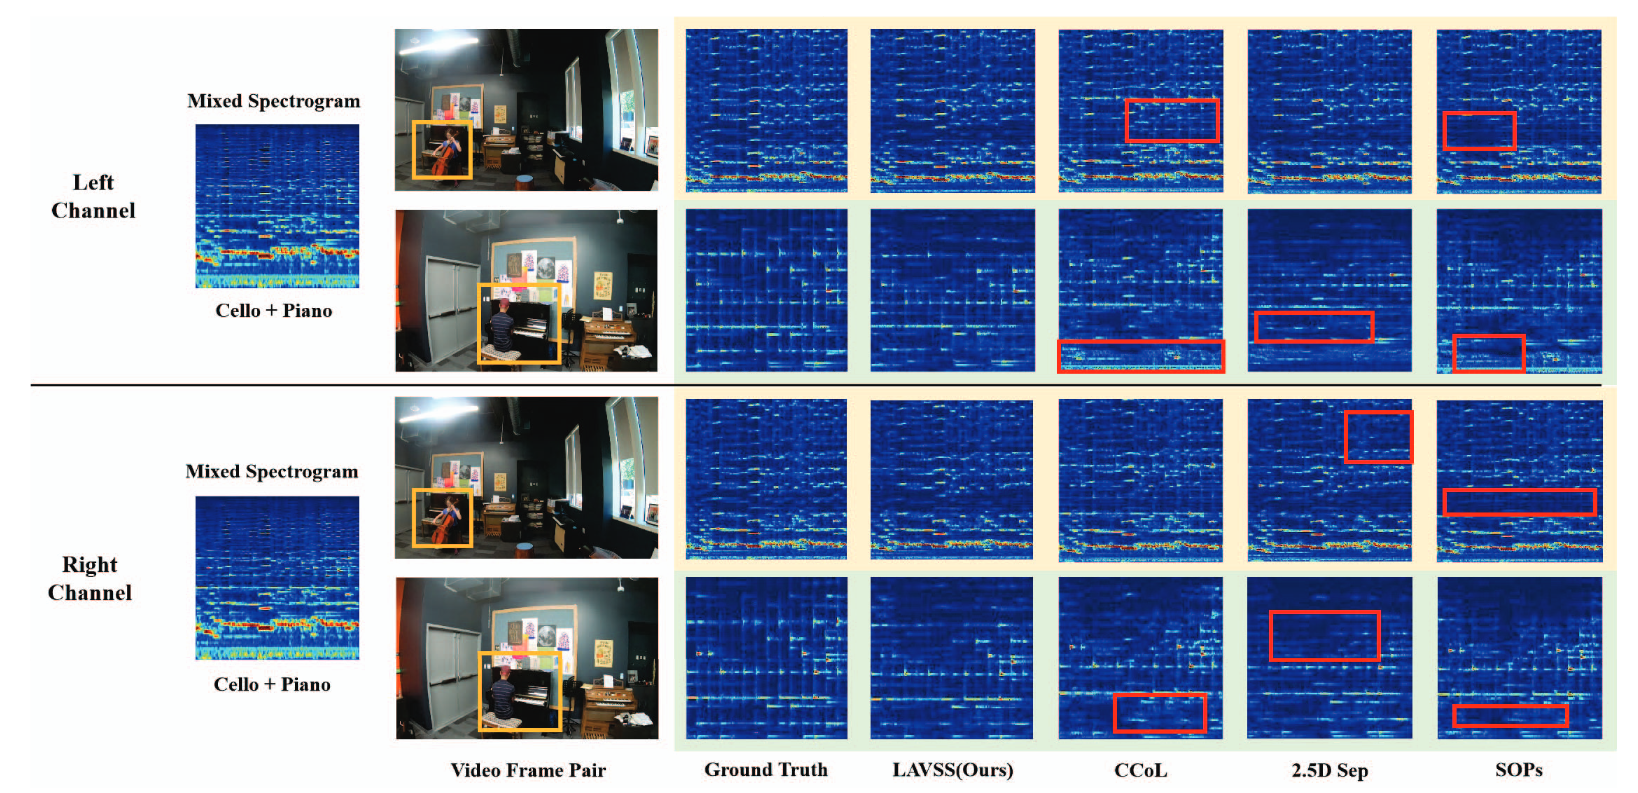 Mixed Spectrogram
Left
Channel
Cello + Piano
Mixed Spectrogram
Right
Channel
Cello + Piano
Video Frame Pair
Ground Truth
LAVSS(Ours)
CCoL
2.5D Sep
SOPs